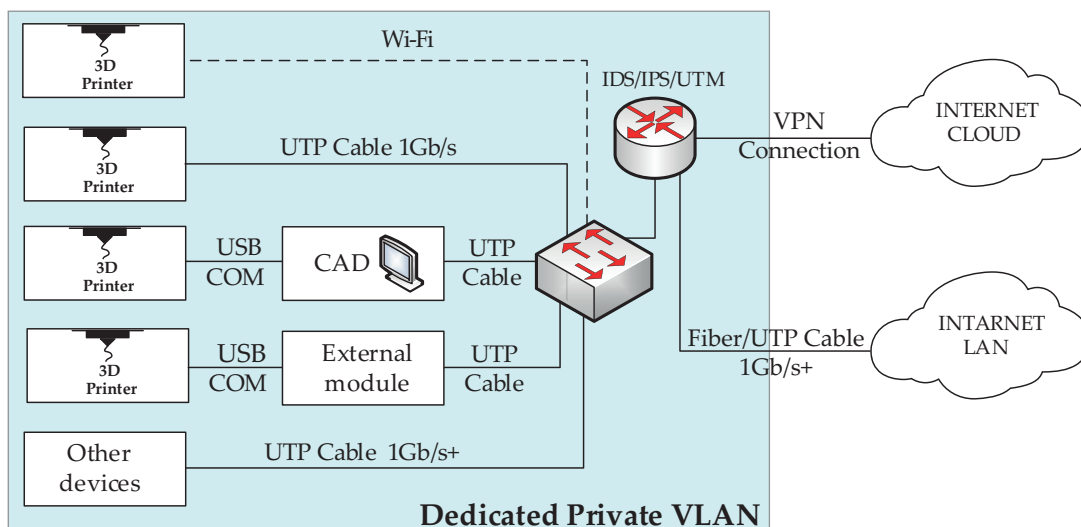 3D
Printer
Wi-Fi
IDS/IPS/UTM
VPN
Connection
INTERNET
CLOUD
3D
Printer
UTP Cable 1Gb/s
3D
Printer
USB
COM
CAD
UTP
Cable
3D
Printer
USB
COM
External
module
UTP
Cable
Fiber/UTP Cable
1Gb/s+
INTARNET
LAN
Other
devices
UTP Cable 1Gb/s+
Dedicated Private VLAN